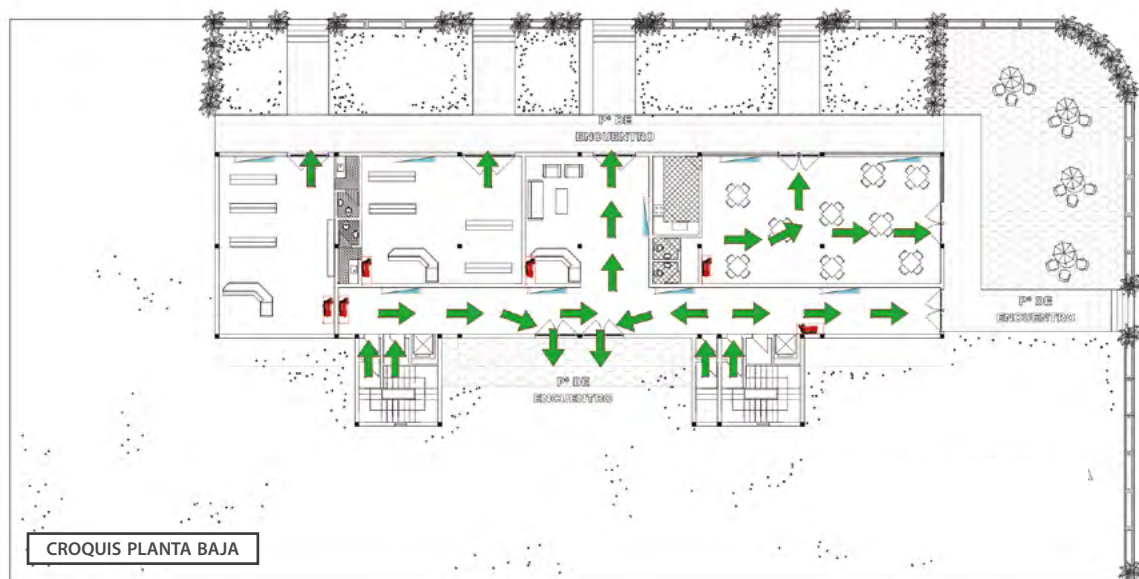 Pº DE
ENCUENTRO
Pº DE
ENCUENTRO
Pº DE
ENCUENTRO
CROQUIS PLANTA BAJA